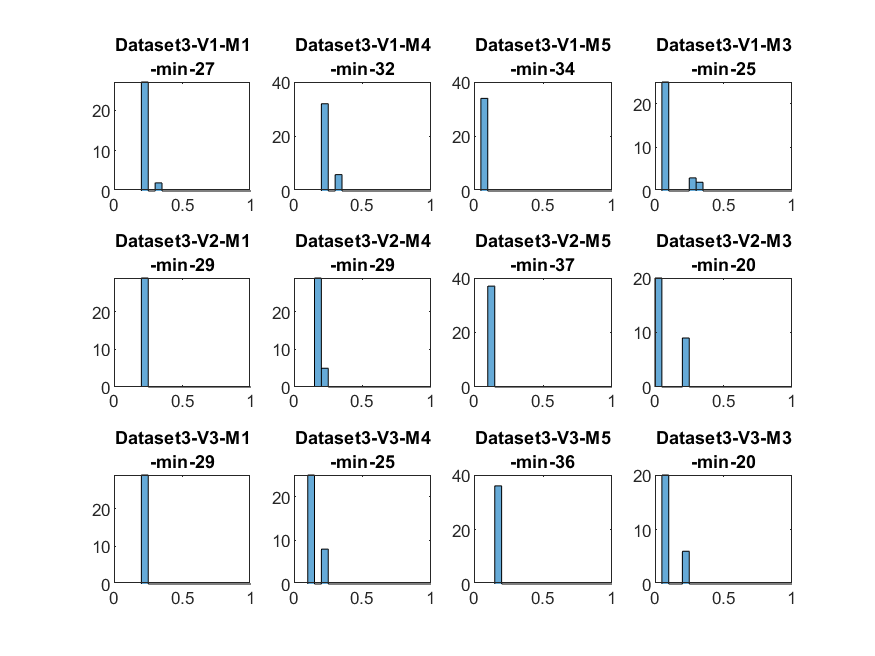 Dataset3-V1-M1
-min-27
Dataset3-V1-M4
-min-32
Dataset3-V1-M5
-min-34
Dataset3-V1-M3
-min-25
20
10
0
0 0.5 1
40
20
0
0 0.5 1
40
20
0
0 0.5 1
20
10
0
0 0.5 1
Dataset3-V2-M1
-min-29
Dataset3-V2-M4
-min-29
Dataset3-V2-M5
-min-37
Dataset3-V2-M3
-min-20
20
10
0
0 0.5 1
20
10
0
0 0.5 1
40
20
0
0 0.5 1
20
10
0
0 0.5 1
Dataset3-V3-M1
-min-29
Dataset3-V3-M4
-min-25
Dataset3-V3-M5
-min-36
Dataset3-V3-M3
-min-20
20
10
0
0 0.5 1
20
10
0
0 0.5 1
40
20
0
0 0.5 1
20
10
0
0 0.5 1